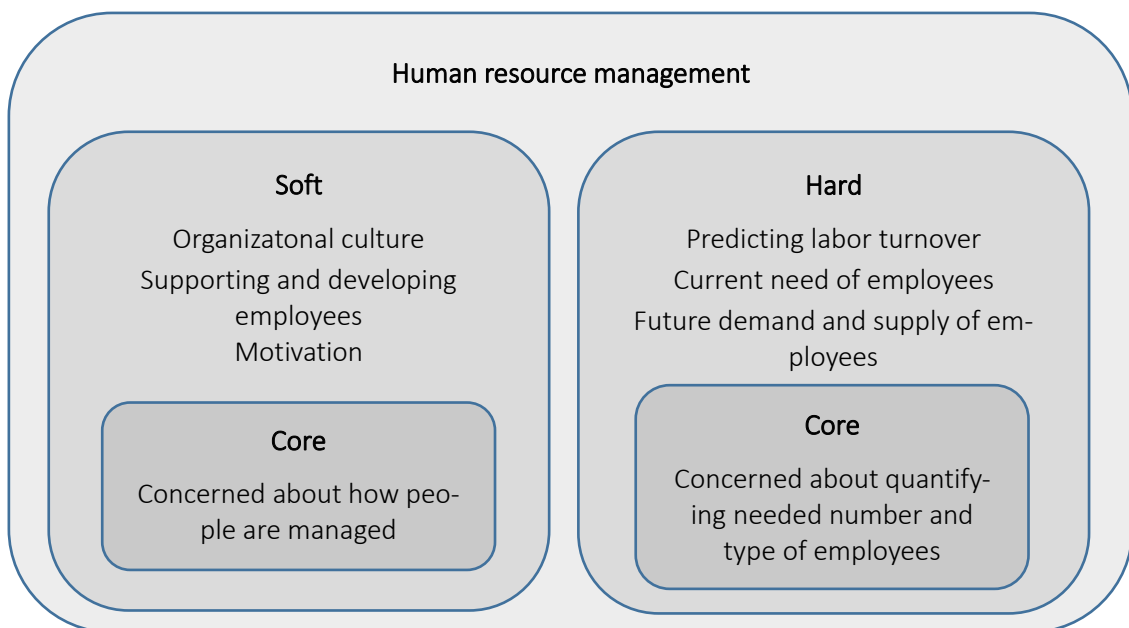 Human resource management
Soft
Organizatonal culture
Supporting and developing
employees
Motivation
Core
Concerned about how peo-
ple are managed
Hard
Predicting labor turnover
Current need of employees
Future demand and supply of em-
ployees
Core
Concerned about quantify-
ing needed number and
type of employees